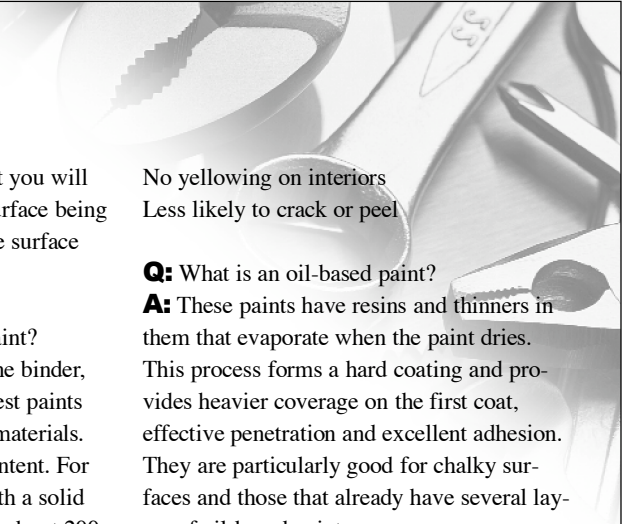 t you will
urface being
e surface
int?
ne binder,
est paints
materials.
ntent. For
th a solid
No yellowing on interiors
Less likely to crack or peel
Q: What is an oil-based paint?
A: These paints have resins and thinners in
them that evaporate when the paint dries.
This process forms a hard coating and pro-
vides heavier coverage on the first coat,
effective penetration and excellent adhesion.
They are particularly good for chalky sur-
faces and those that already have several lay-